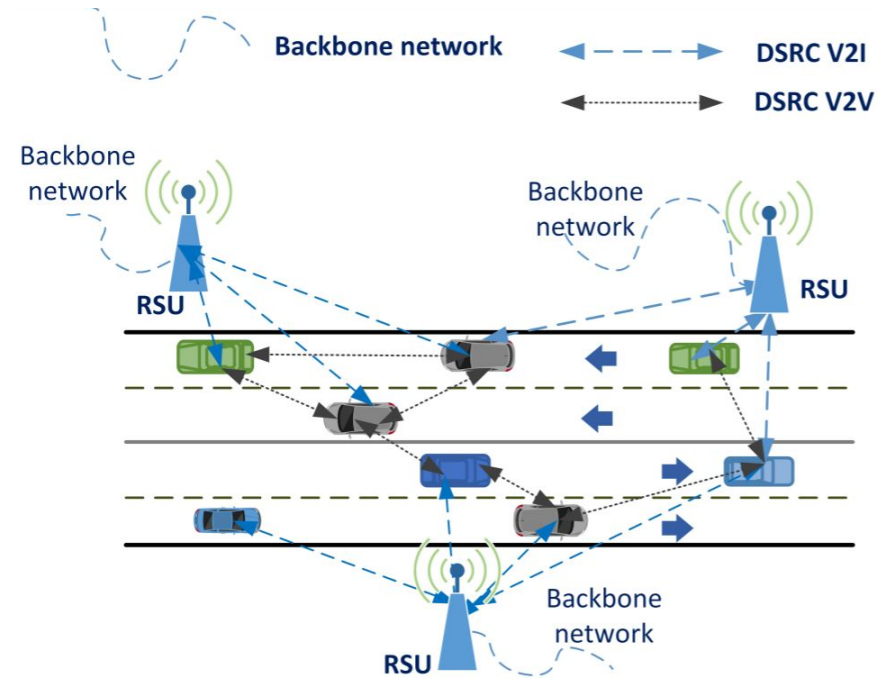 Backbone network
DSRC V2I
DSRC V2V
Backbone
network
Backbone
network
RSU
RSU
Backbone
network
RSU